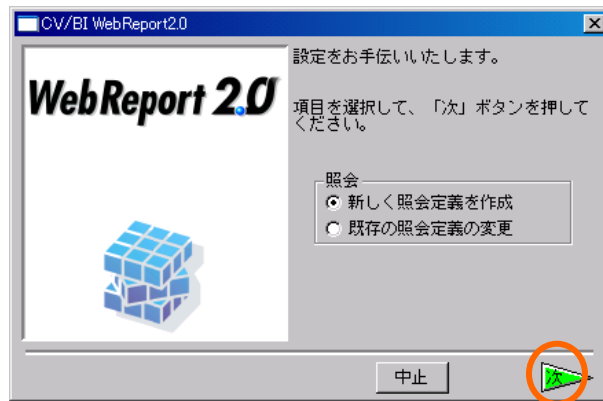 CV/BI WebReport2.0
WebReport 2.0
設定をお手伝いいたします。
項目を選択して、「次」ボタンを押して
ください。
照会
新しく照会定義を作成
既存の照会定義の変更
中止
次